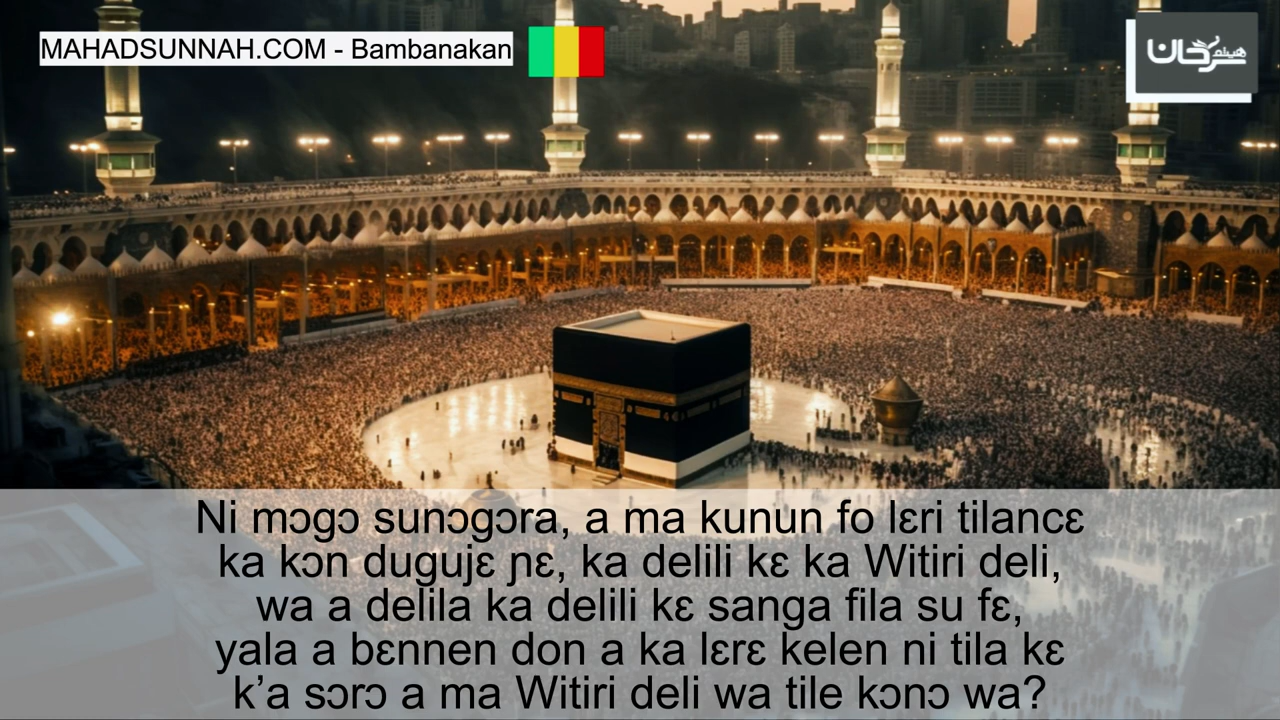 MAHADSUNNAH.COM - Bambanakan
هيثم
سرحان
Ni mɔgɔ sunɔgɔra, a ma kunun fo lɛri tilancɛ
ka kɔn dugujɛ ɲɛ, ka delili kɛ ka Witiri deli,
wa a delila ka delili kɛ sanga fila su fɛ,
yala a bɛnnen don a ka lɛrɛ kelen ni tila kɛ
k’a sɔrɔ a ma Witiri deli wa tile kɔnɔ wa?